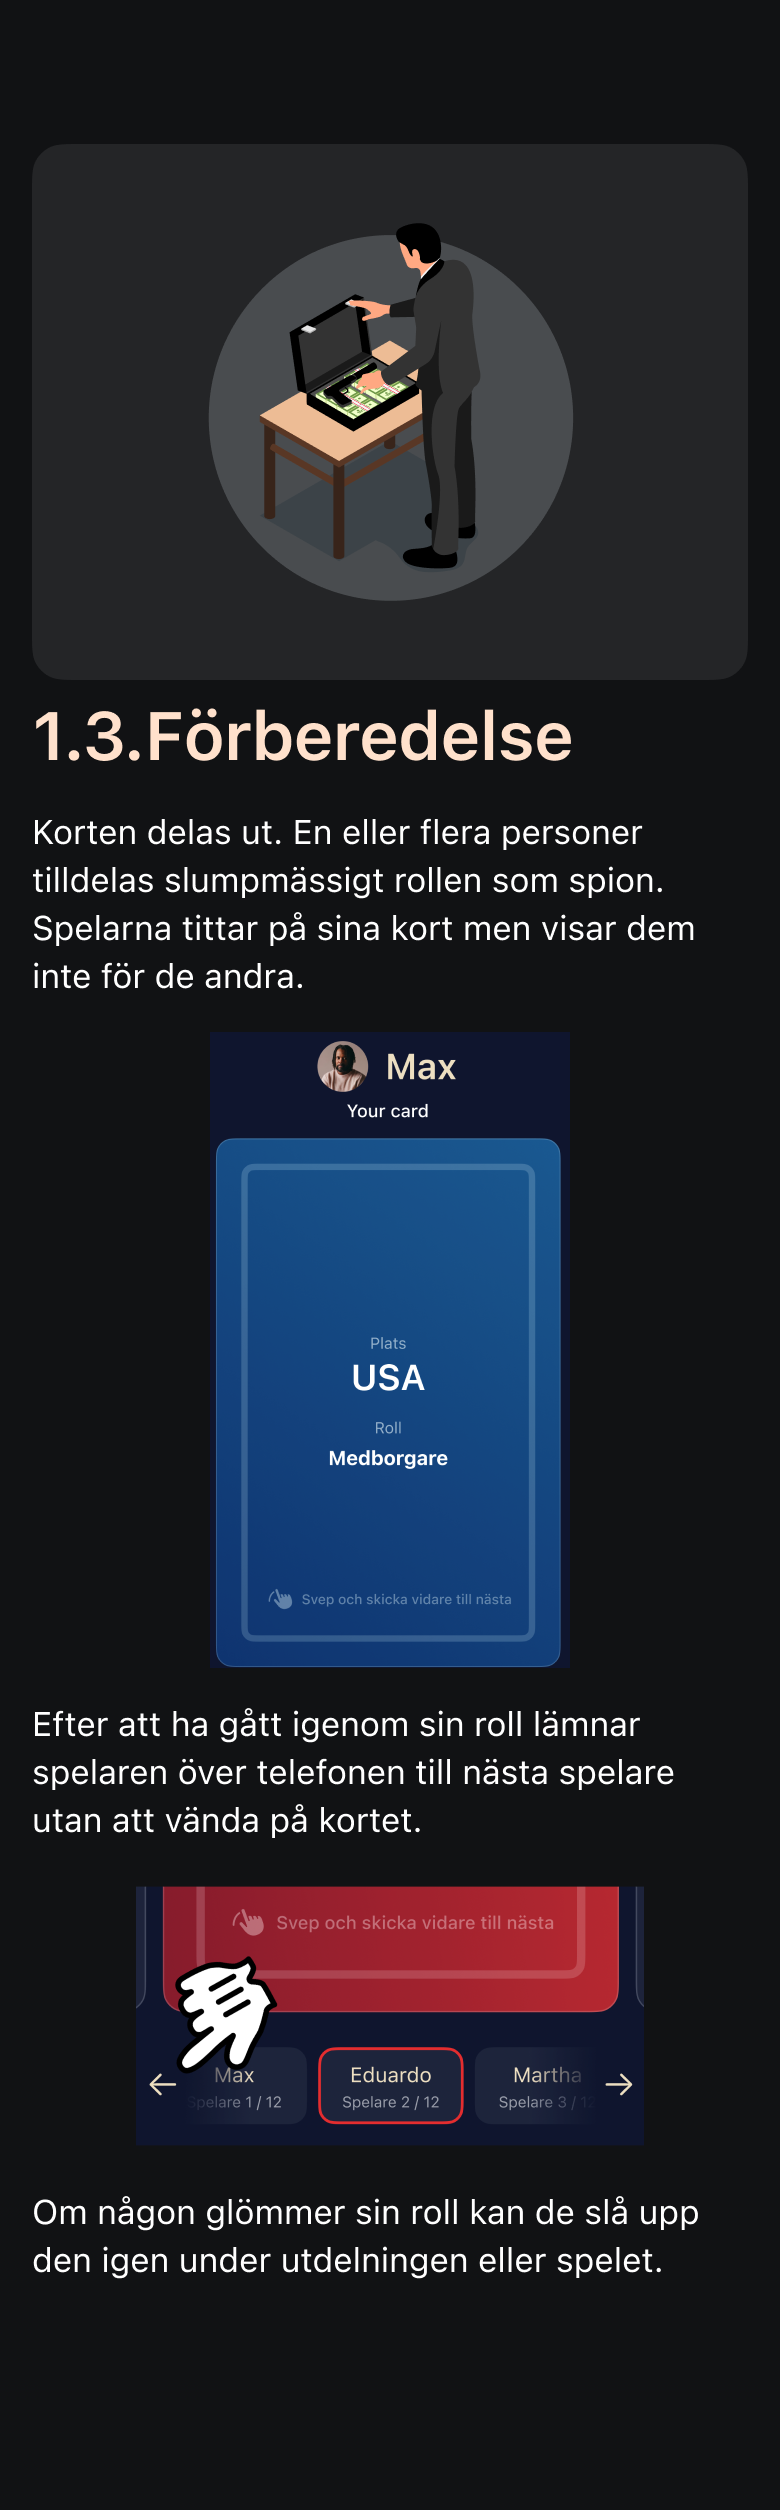 1.3.Förberedelse
Korten delas ut. En eller flera personer
tilldelas slumpmässigt rollen som spion.
Spelarna tittar på sina kort men visar dem
inte för de andra.
Max
Your card
Plats
USA
Roll
Medborgare
Svep och skicka vidare till nästa
Efter att ha gått igenom sin roll lämnar
spelaren över telefonen till nästa spelare
utan att vända på kortet.
Svep och skicka vidare till nästa
Max Eduardo Martha
Spelare 1 / 12 Spelare 2 / 12 Spelare 3 / 12
Om någon glömmer sin roll kan de slå upp
den igen under utdelningen eller spelet.